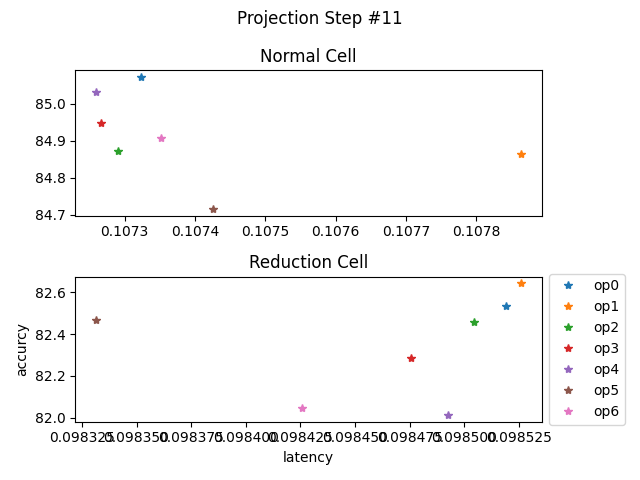 Projection Step #11
Normal Cell
85.0
84.9
84.8
84.7
0.1073 0.1074 0.1075 0.1076 0.1077 0.1078
Reduction Cell
82.6
82.4
82.2
82.0
accurcy
0.098325 0.098350 0.098375 0.098400 0.098425 0.098450 0.098475 0.098500 0.098525
latency
op0
op1
op2
op3
op4
op5
op6